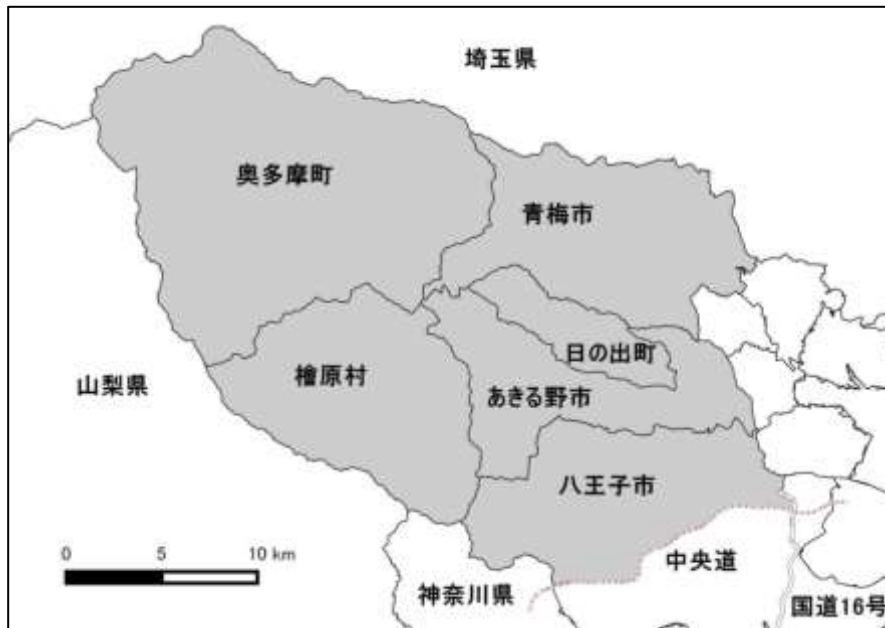 埼玉県
奥多摩町
青梅市
日の出町
山梨県
檜原村
あきる野市
八王子市
0 5 10 km
中央道
神奈川県
国道16号